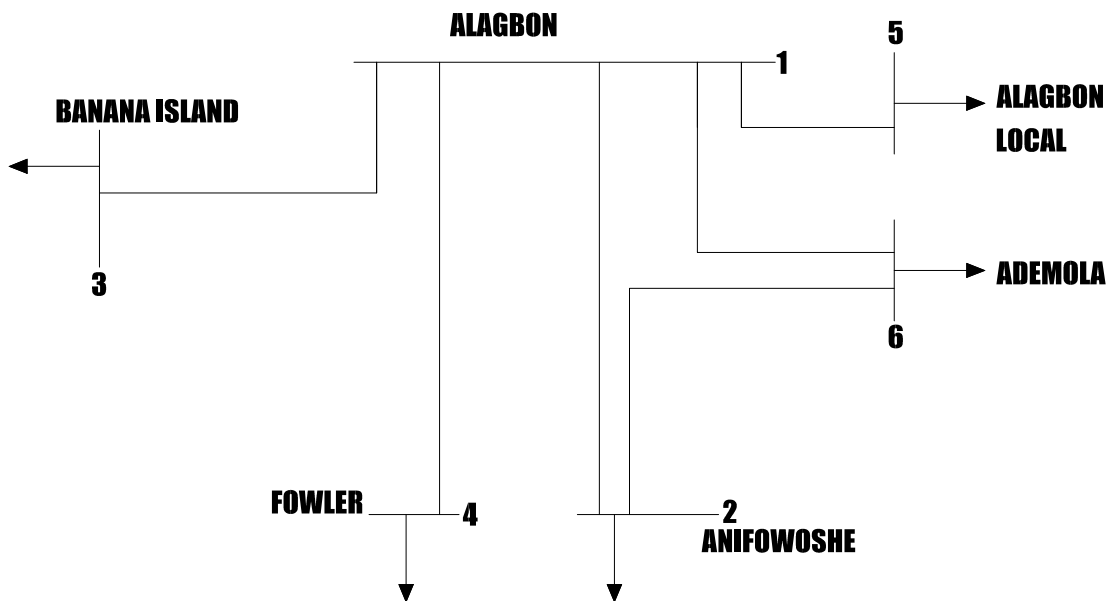 ALAGBON
5
1
ALAGBON
LOCAL
BANANA ISLAND
3
ADEMOLA
6
FOWLER
4
2
ANIFOWOSHE